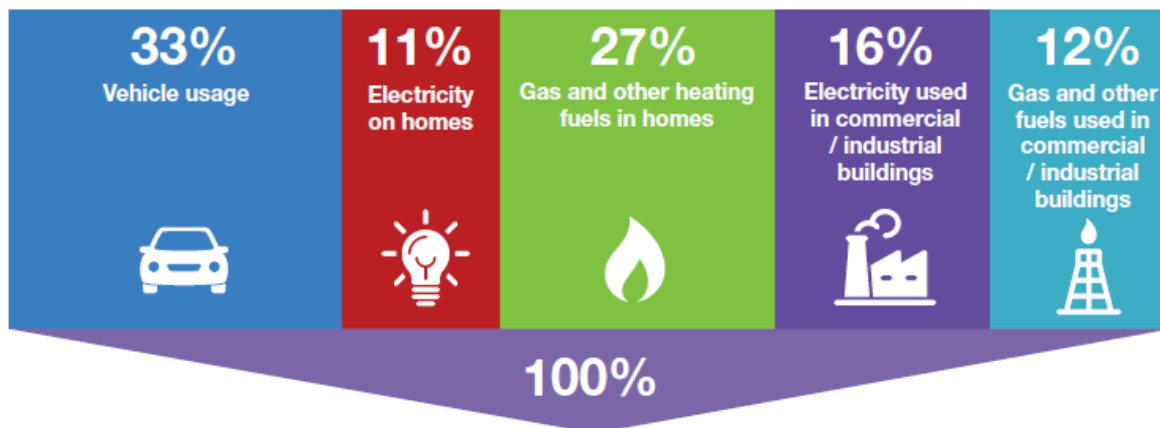 33%
Vehicle usage
11%
Electricity
on homes
27%
Gas and other heating
fuels in homes
16%
Electricity used
in commercial
/ industrial
buildings
12%
Gas and other
fuels used in
commercial
/ industrial
buildings
100%